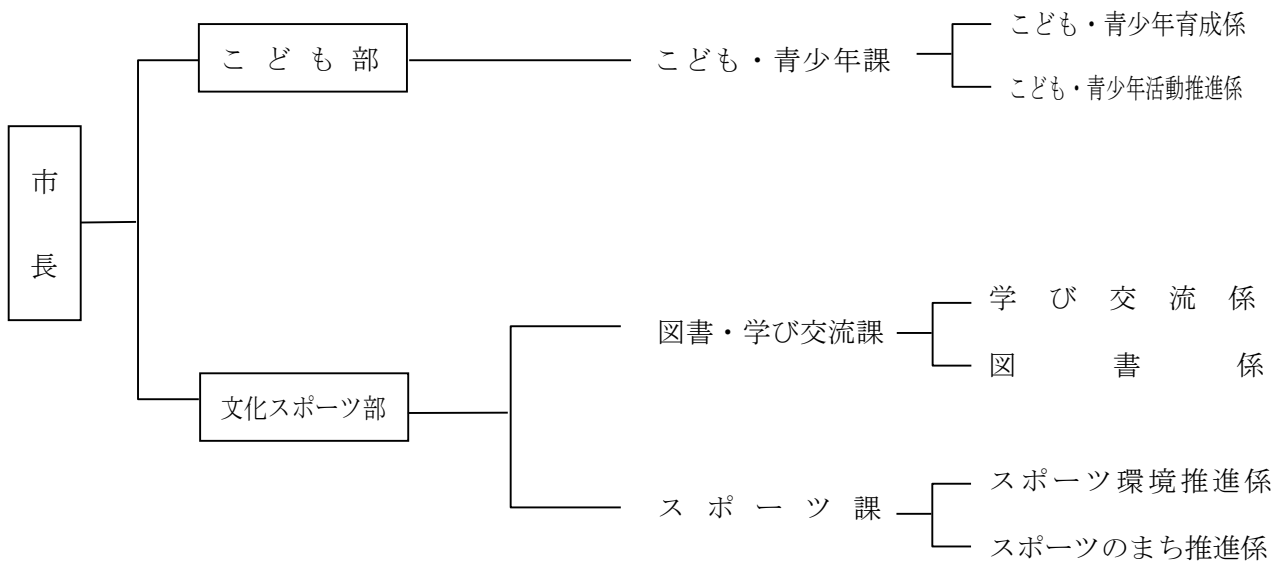 市長
こども部
こども・青少年課
こども・青少年育成係
こども・青少年活動推進係
文化スポーツ部
図書・学び交流課
学び交流係
図書係
スポーツ課
スポーツ環境推進係
スポーツのまち推進係